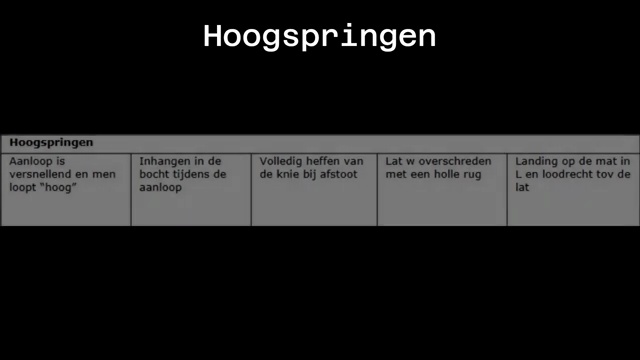 Hoogspringen
Hoogspringen
Aanloop is
versnellend en men
loopt “hoog”
Inhangen in de
bocht tijdens de
aanloop
Volledig heffen van
de knie bij afstoot
Lat w overschreden
met een holle rug
Landing op de mat in
L en loodrecht tov de
lat